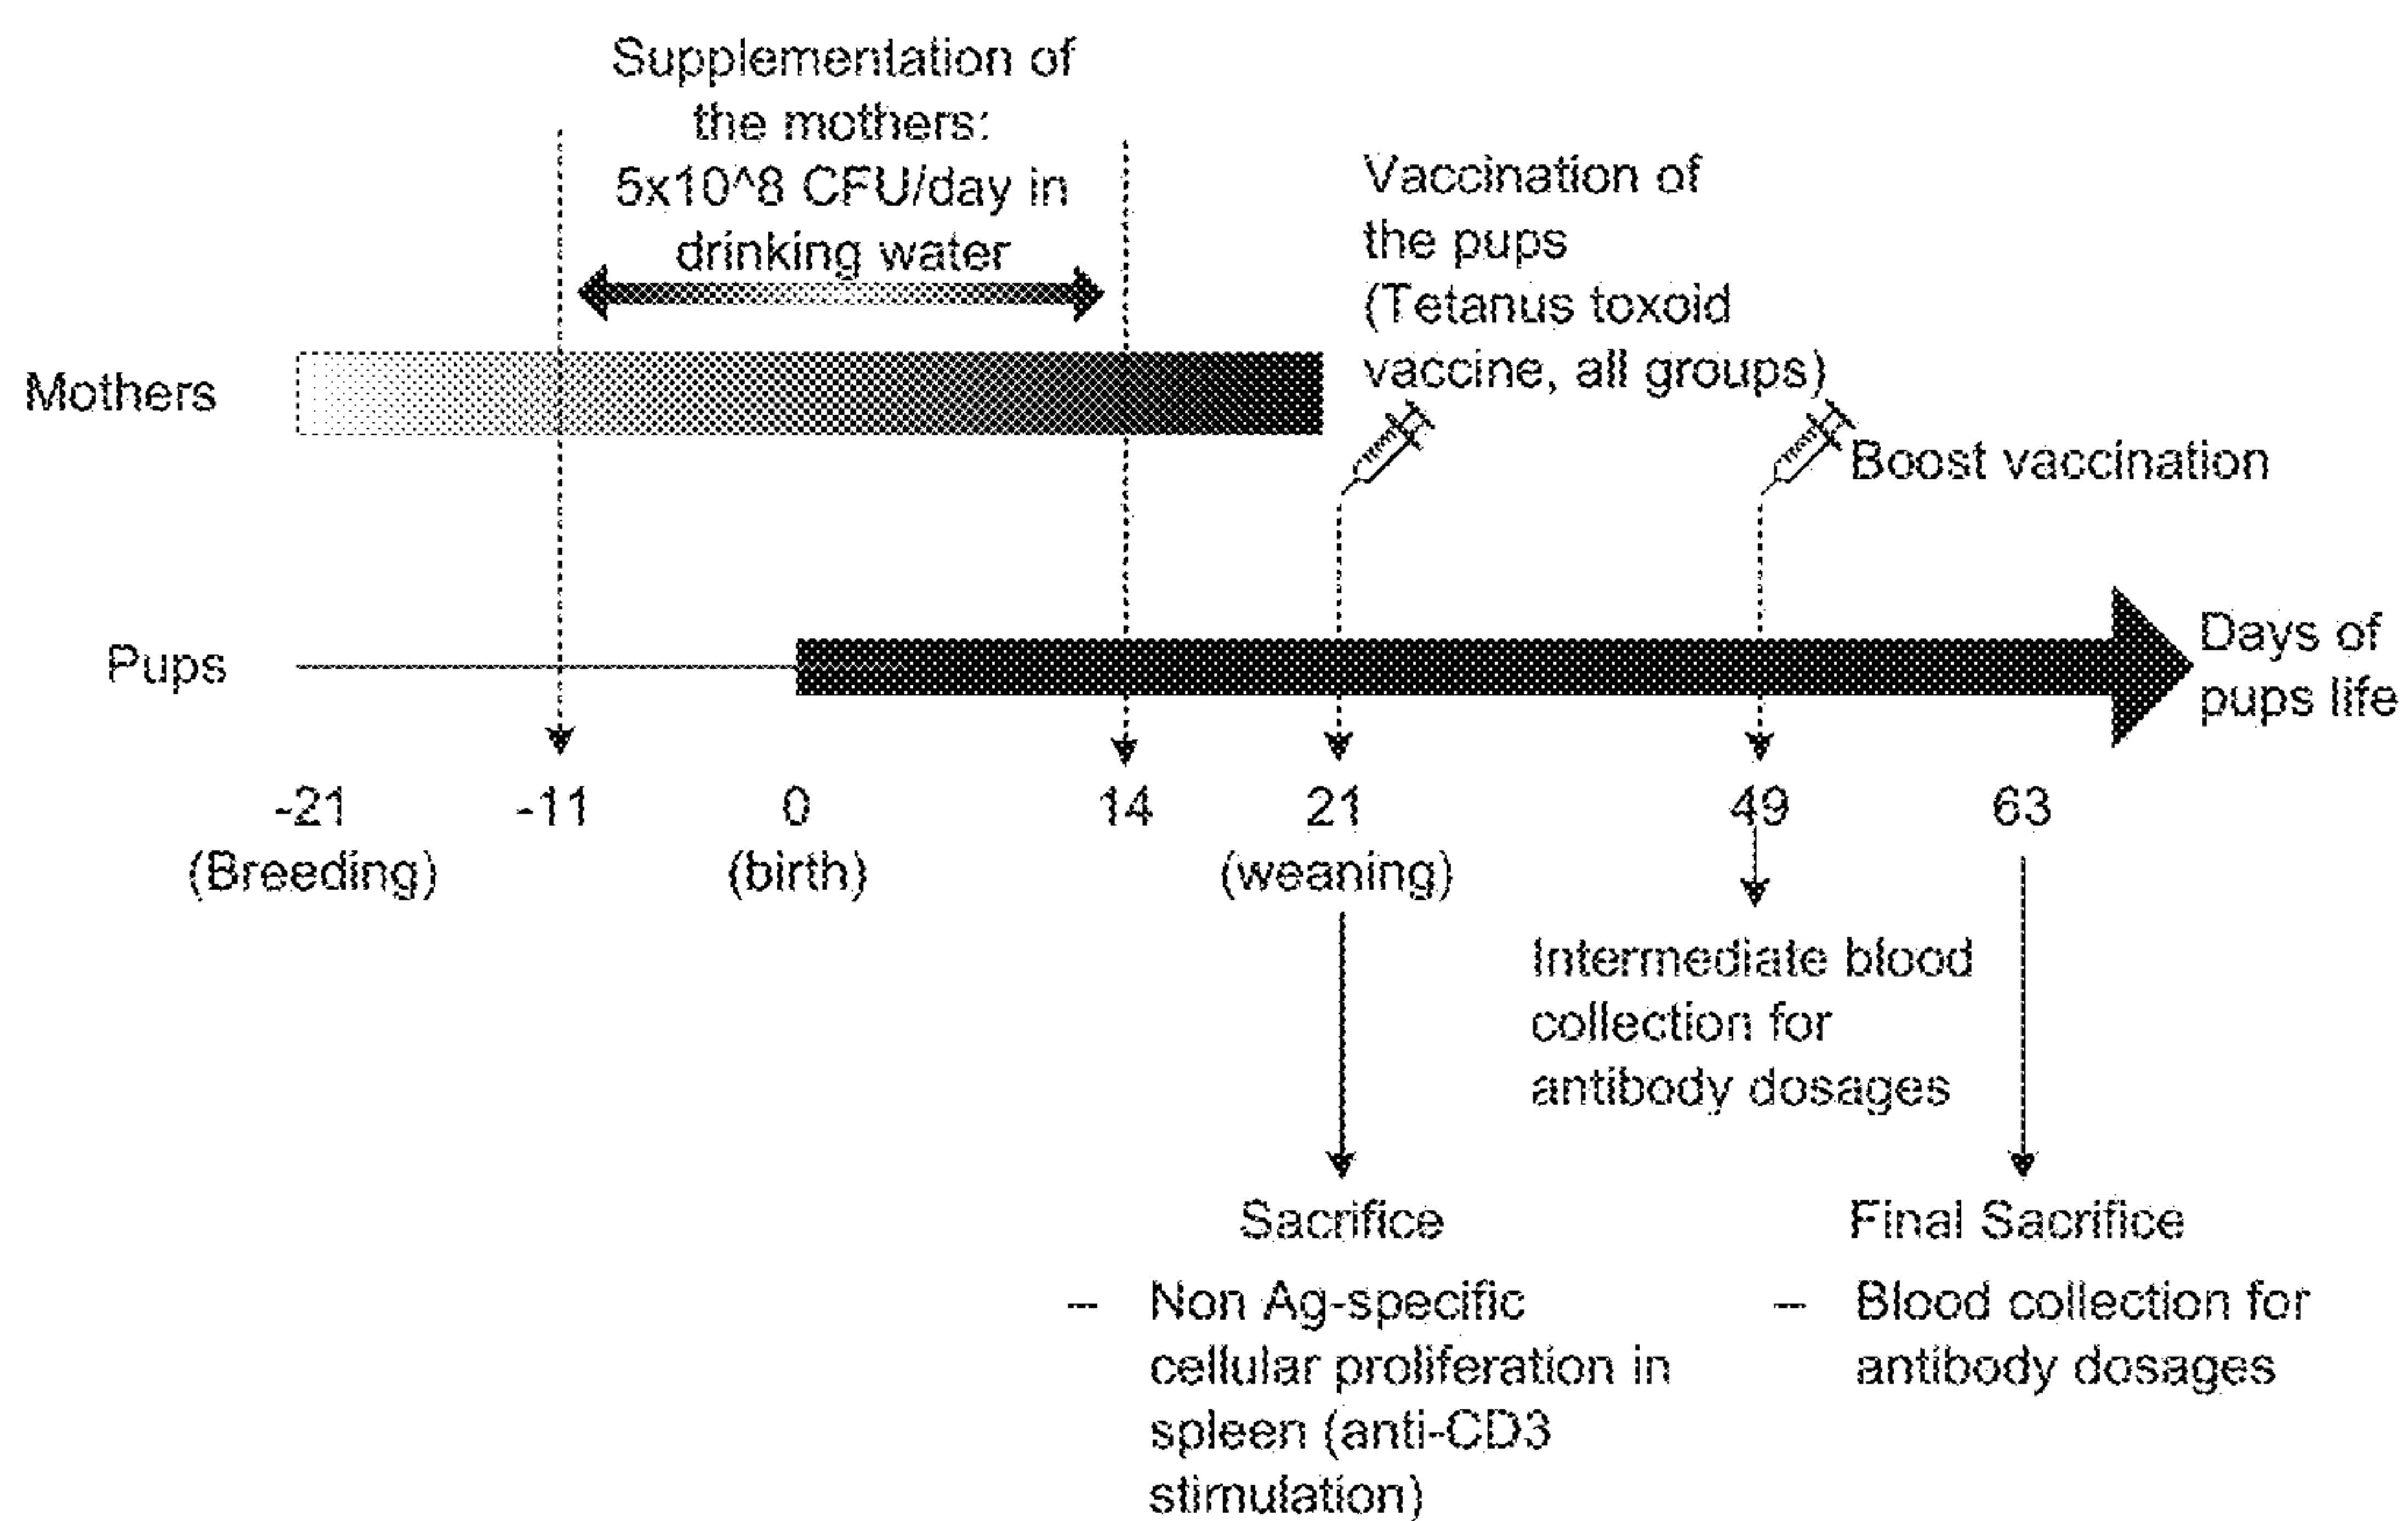 Supplementation of
the mothers:
5x10^8 CFU/day in
drinking water
Vaccination of
the pups
(Tetanus toxoid
vaccine, all groups)
Mothers
Boost vaccination
Pups
Days of
pups life
-21
(Breeding)
-11
0
(birth)
14
21
(weaning)
49
63
Intermediate blood
collection for
antibody dosages
Sacrifice
– Non Ag-specific
cellular proliferation in
spleen (anti-CD3
stimulation)
Final Sacrifice
– Blood collection for
antibody dosages